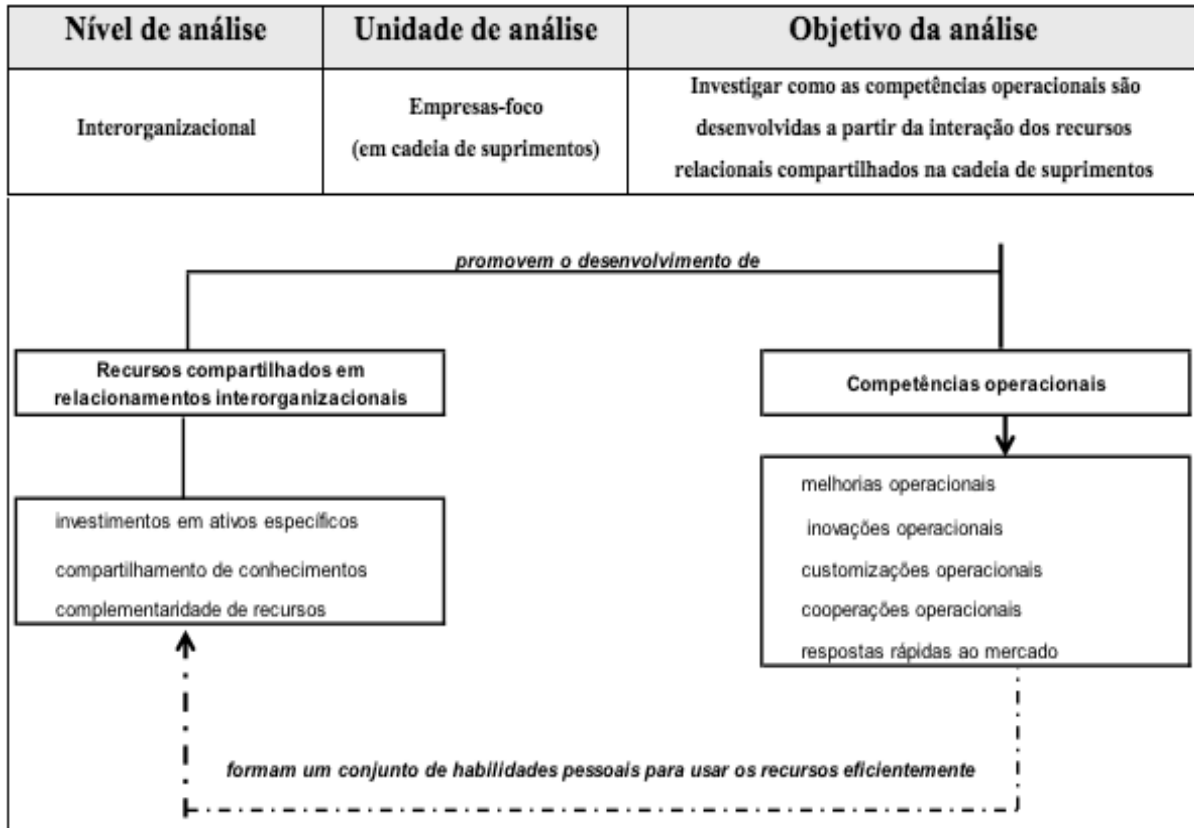 Nível de análise
Unidade de análise
Objetivo da análise
Interorganizacional
Empresas-foco
(em cadeia de suprimentos)
Investigar como as competências operacionais são
desenvolvidas a partir da interação dos recursos
relacionais compartilhados na cadeia de suprimentos
promovem o desenvolvimento de
Recursos compartilhados em
relacionamentos interorganizacionais
Competências operacionais
investimentos em ativos específicos
compartilhamento de conhecimentos
complementaridade de recursos
melhorias operacionais
inovações operacionais
customizações operacionais
cooperações operacionais
respostas rápidas ao mercado
formam um conjunto de habilidades pessoais para usar os recursos eficientemente